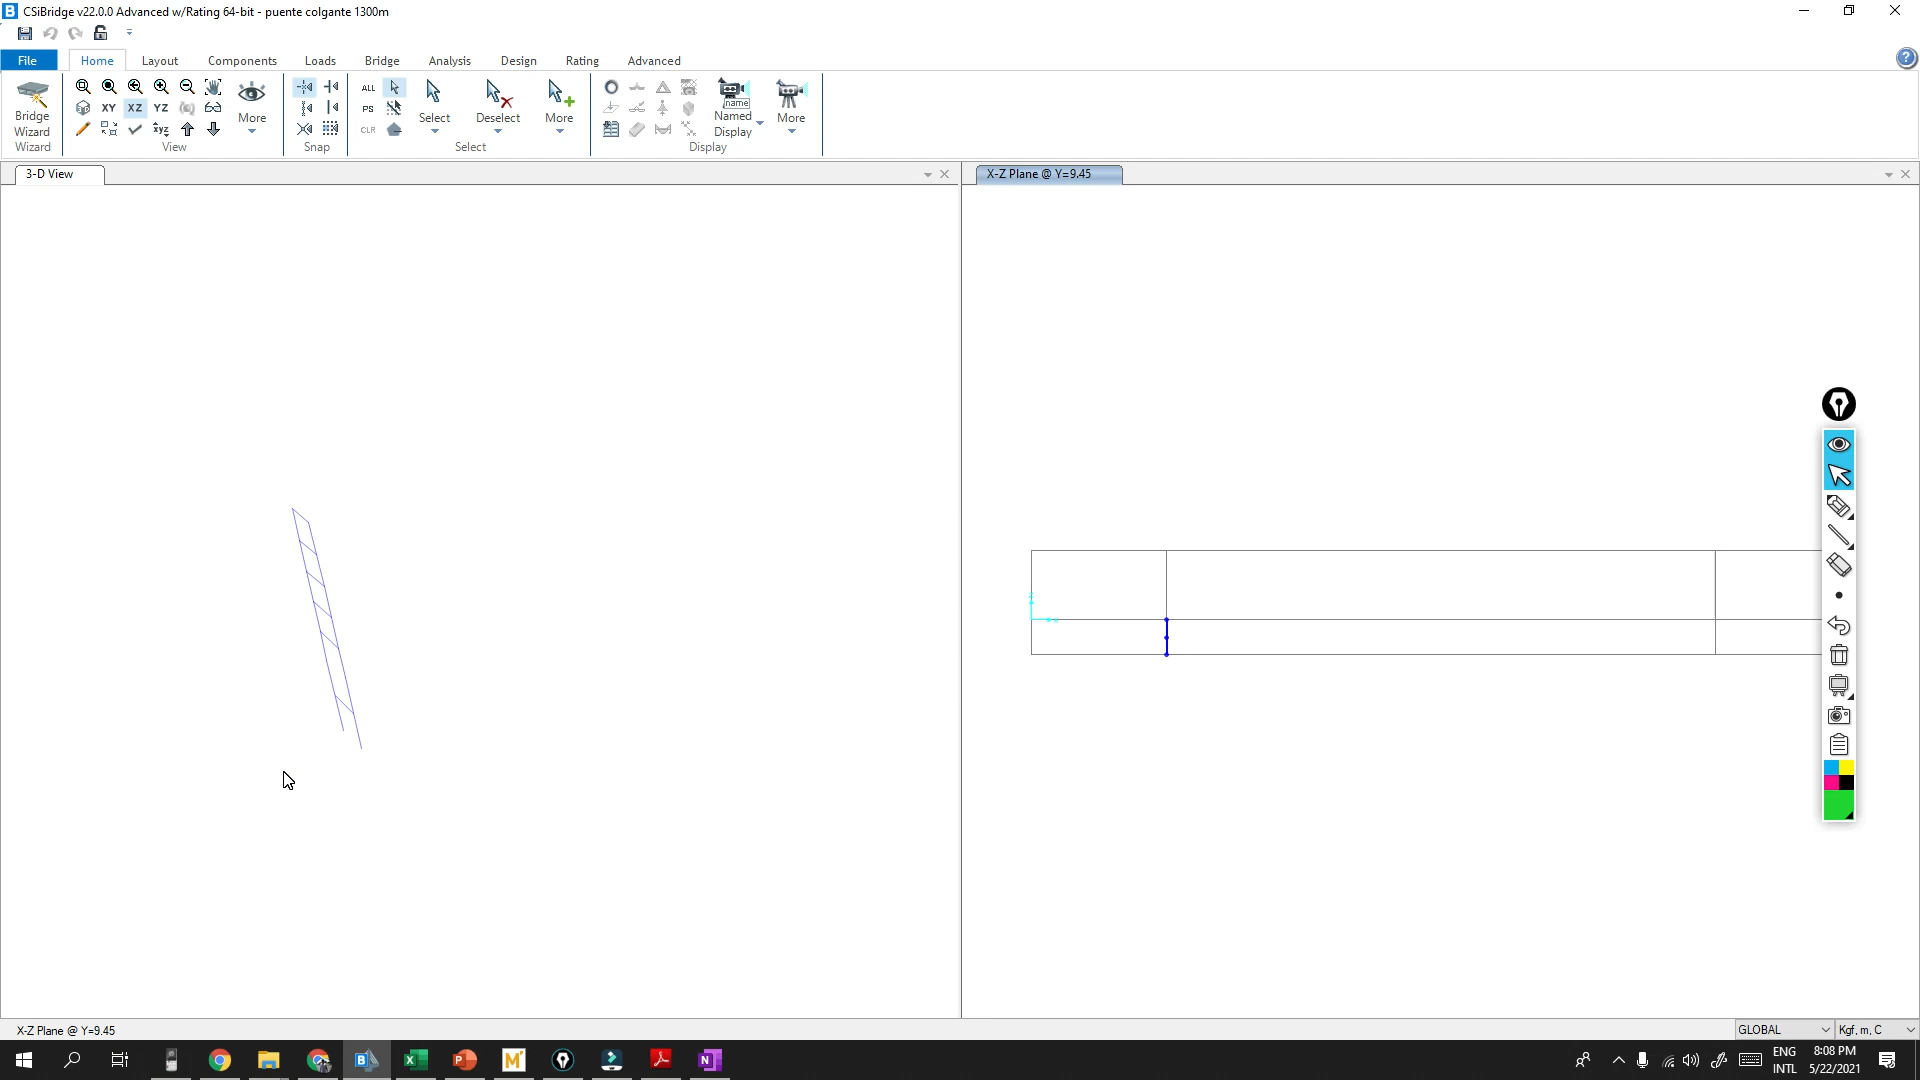 CSiBridge v22.0.0 Advanced w/Rating 64-bit - puente colgante 1300m
File
Home
Layout
Components
Loads
Bridge
Analysis
Design
Rating
Advanced
Bridge
Wizard
Wizard
XY
XZ
YZ
xyz
More
View
Snap
ALL
PS
CLR
Select
Deselect
More
Select
name
Named
Display
More
Display
3-D View
X-Z Plane @ Y=9.45
X-Z Plane @ Y=9.45
GLOBAL
Kgf, m, C
ENG
INTL
8:08 PM
5/22/2021